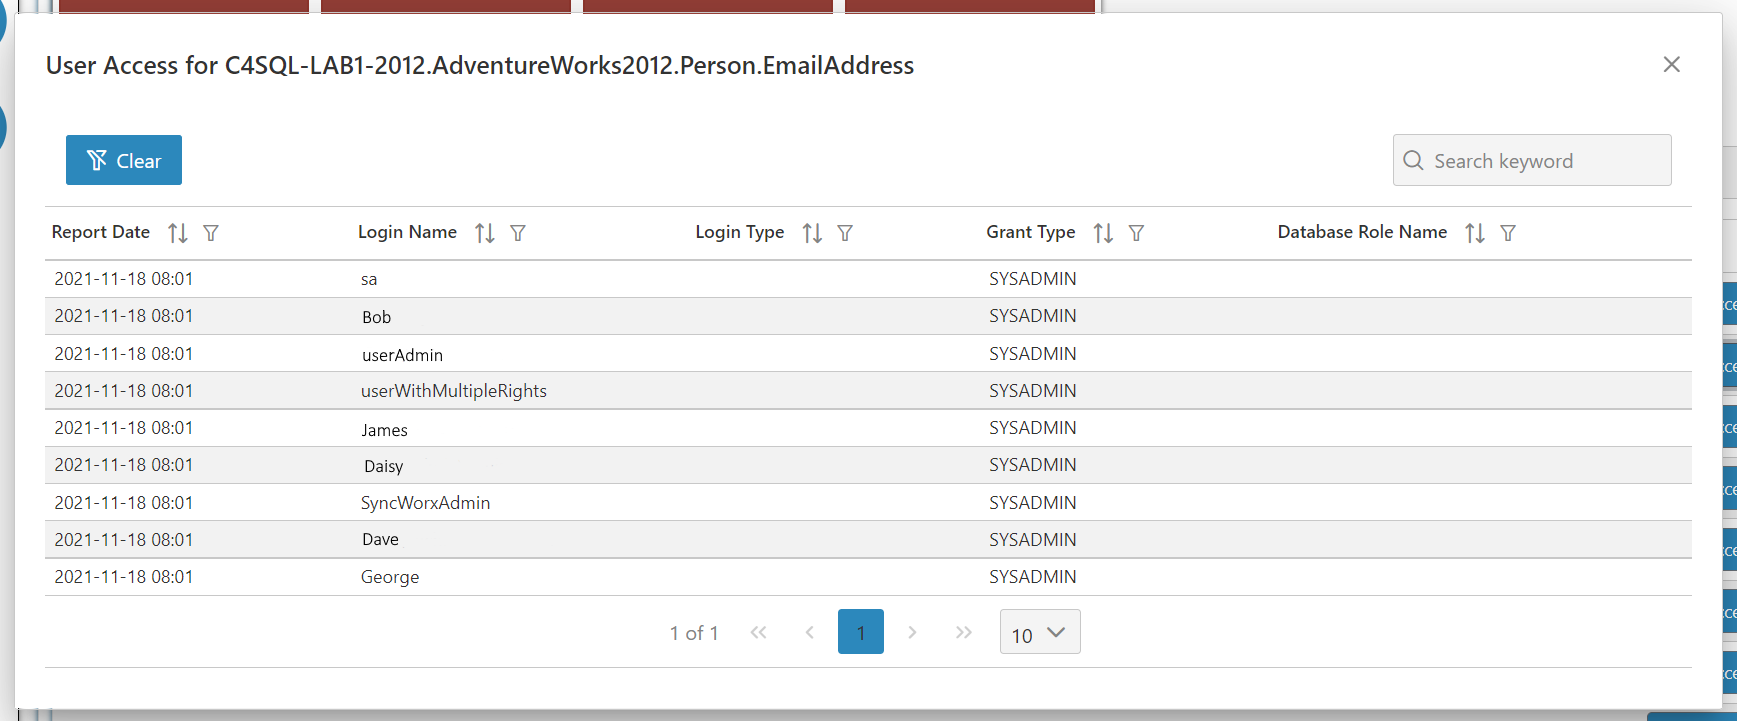 User Access for C4SQL-LAB1-2012.AdventureWorks2012.Person.EmailAddress
Clear
Search keyword
Report Date Login Name Login Type Grant Type Database Role Name
2021-11-18 08:01 sa SYSADMIN
2021-11-18 08:01 Bob SYSADMIN
2021-11-18 08:01 userAdmin SYSADMIN
2021-11-18 08:01 userWithMultipleRights SYSADMIN
2021-11-18 08:01 James SYSADMIN
2021-11-18 08:01 Daisy SYSADMIN
2021-11-18 08:01 SyncWorxAdmin SYSADMIN
2021-11-18 08:01 Dave SYSADMIN
2021-11-18 08:01 George SYSADMIN
1 of 1 1 10